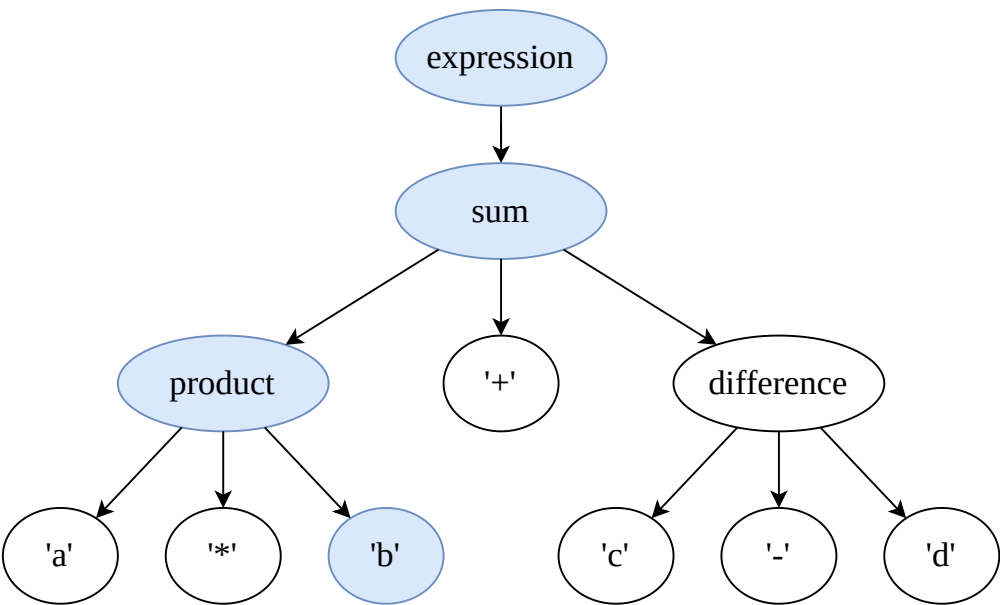 expression
sum
product
'+'
difference
'a'
'*'
'b'
'c'
'-'
'd'